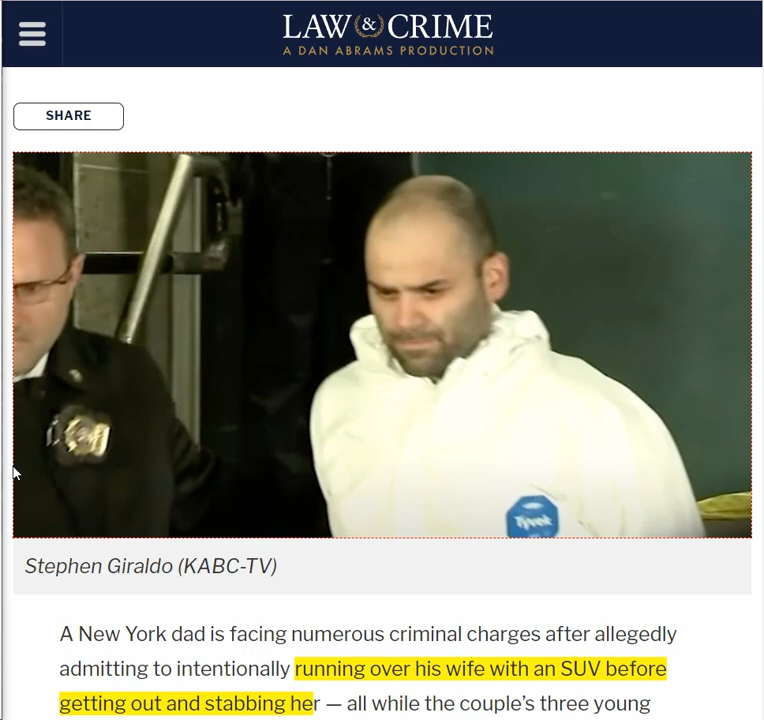 LAW & CRIME
A DAN ABRAMS PRODUCTION
SHARE
Tyvek
Stephen Giraldo (KABC-TV)
A New York dad is facing numerous criminal charges after allegedly
admitting to intentionally running over his wife with an SUV before
getting out and stabbing her — all while the couple's three young